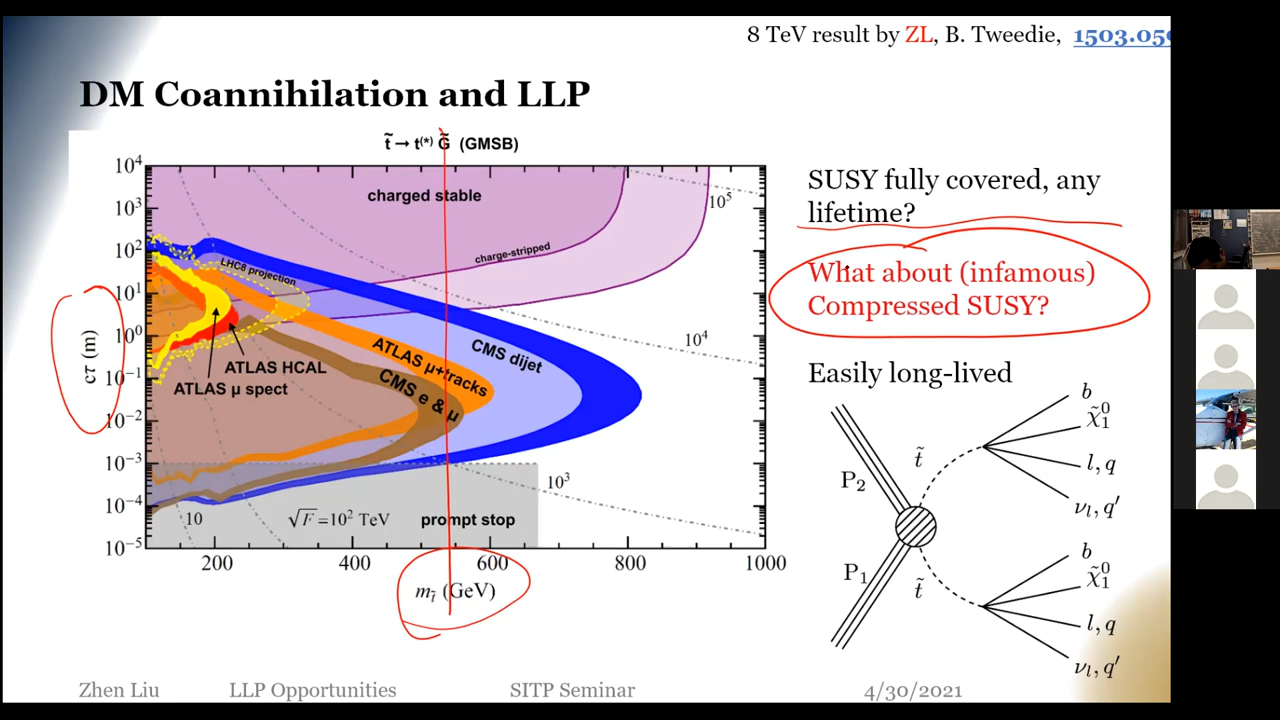 8 TeV result by ZL, B. Tweedie, 1503.05
DM Coannihilation and LLP
t̃ → t(*) G̃ (GMSB)
10⁴
10³
10²
10¹
10⁰
10⁻¹
10⁻²
10⁻³
10⁻⁴
10⁻⁵
cτ (m)
charged stable
charge-stripped
LHC8 projection
10⁵
10⁴
10³
10
ATLAS μ+tracks
CMS dijet
CMS e & μ
ATLAS HCAL
ATLAS μ spect
√F =10² TeV
prompt stop
200
400
600
800
1000
m_t̃ (GeV)
SUSY fully covered, any
lifetime?
What about (infamous)
Compressed SUSY?
Easily long-lived
P₂
P₁
t̃
t̃
b
χ̃₁⁰
l, q
ν_l, q′
b
χ̃₁⁰
l, q
ν_l, q′
Zhen Liu
LLP Opportunities
SITP Seminar
4/30/2021